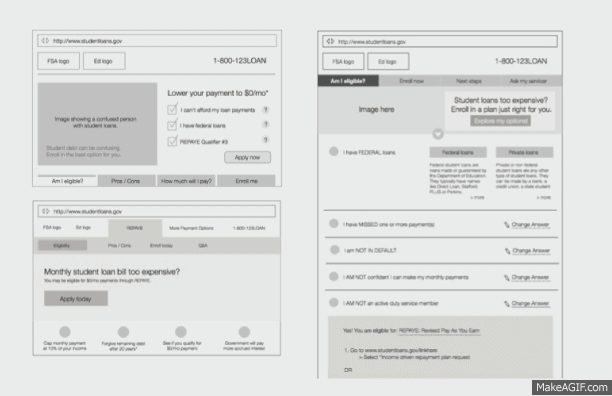 http://www.studentloans.gov
FSA logo
Ed logo
1-800-123LOAN
Image showing a confused person
with student loans.
Student debt can be confusing.
Enroll in the best option for you.
Lower your payment to $0/mo*
I can't afford my loan payments ?
I have federal loans ?
REPAYE Qualifier #3 ?
Apply now
Am I eligible?
Pros / Cons
How much will I pay?
Enroll me
http://www.studentloans.gov
FSA logo
Ed logo
REPAYE
More Payment Options
1-800-123LOAN
Eligibility
Pros / Cons
Enroll today
Q&A
Monthly student loan bill too expensive?
You may be eligible for $0/mo payments through REPAYE.
Apply today
Cap monthly payment
at 10% of your income
Forgive remaining debt
after 20 years*
See if you qualify for
$0/mo payment
Government will pay
more accrued interest
http://www.studentloans.gov
FSA logo
Ed logo
1-800-123LOAN
Am I eligible?
Enroll now
Next steps
Ask my servicer
Image here
Student loans too expensive?
Enroll in a plan just right for you.
Explore my options!
I have FEDERAL loans
Federal loans
Private loans
Federal student loans are
loans made or guaranteed by
the Department of Education.
They typically have names
like Direct Loan, Stafford,
PLUS or Perkins.
> more
Private or non-federal
student loans are any other
type of student loans. They
can be made by a bank, a
credit union, a state student
> more
I have MISSED one or more payment(s)
Change Answer
I am NOT IN DEFAULT
Change Answer
I AM NOT confident I can make my monthly payments
Change Answer
I AM NOT an active duty service member
Change Answer
Yes! You are eligible for: REPAYE: Revised Pay As You Earn
1. Go to www.studentloans.gov/linkhere
> Select "Income driven repayment plan request"
OR
MakeAGIF.com